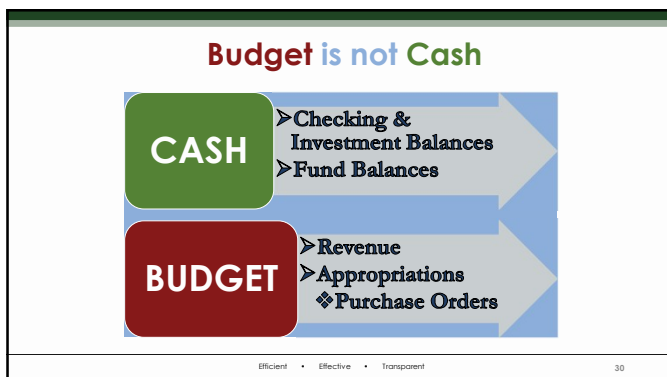 Budget is not Cash
CASH
➢Checking &
Investment Balances
➢Fund Balances
BUDGET
➢Revenue
➢Appropriations
❖Purchase Orders
Efficient • Effective • Transparent
30